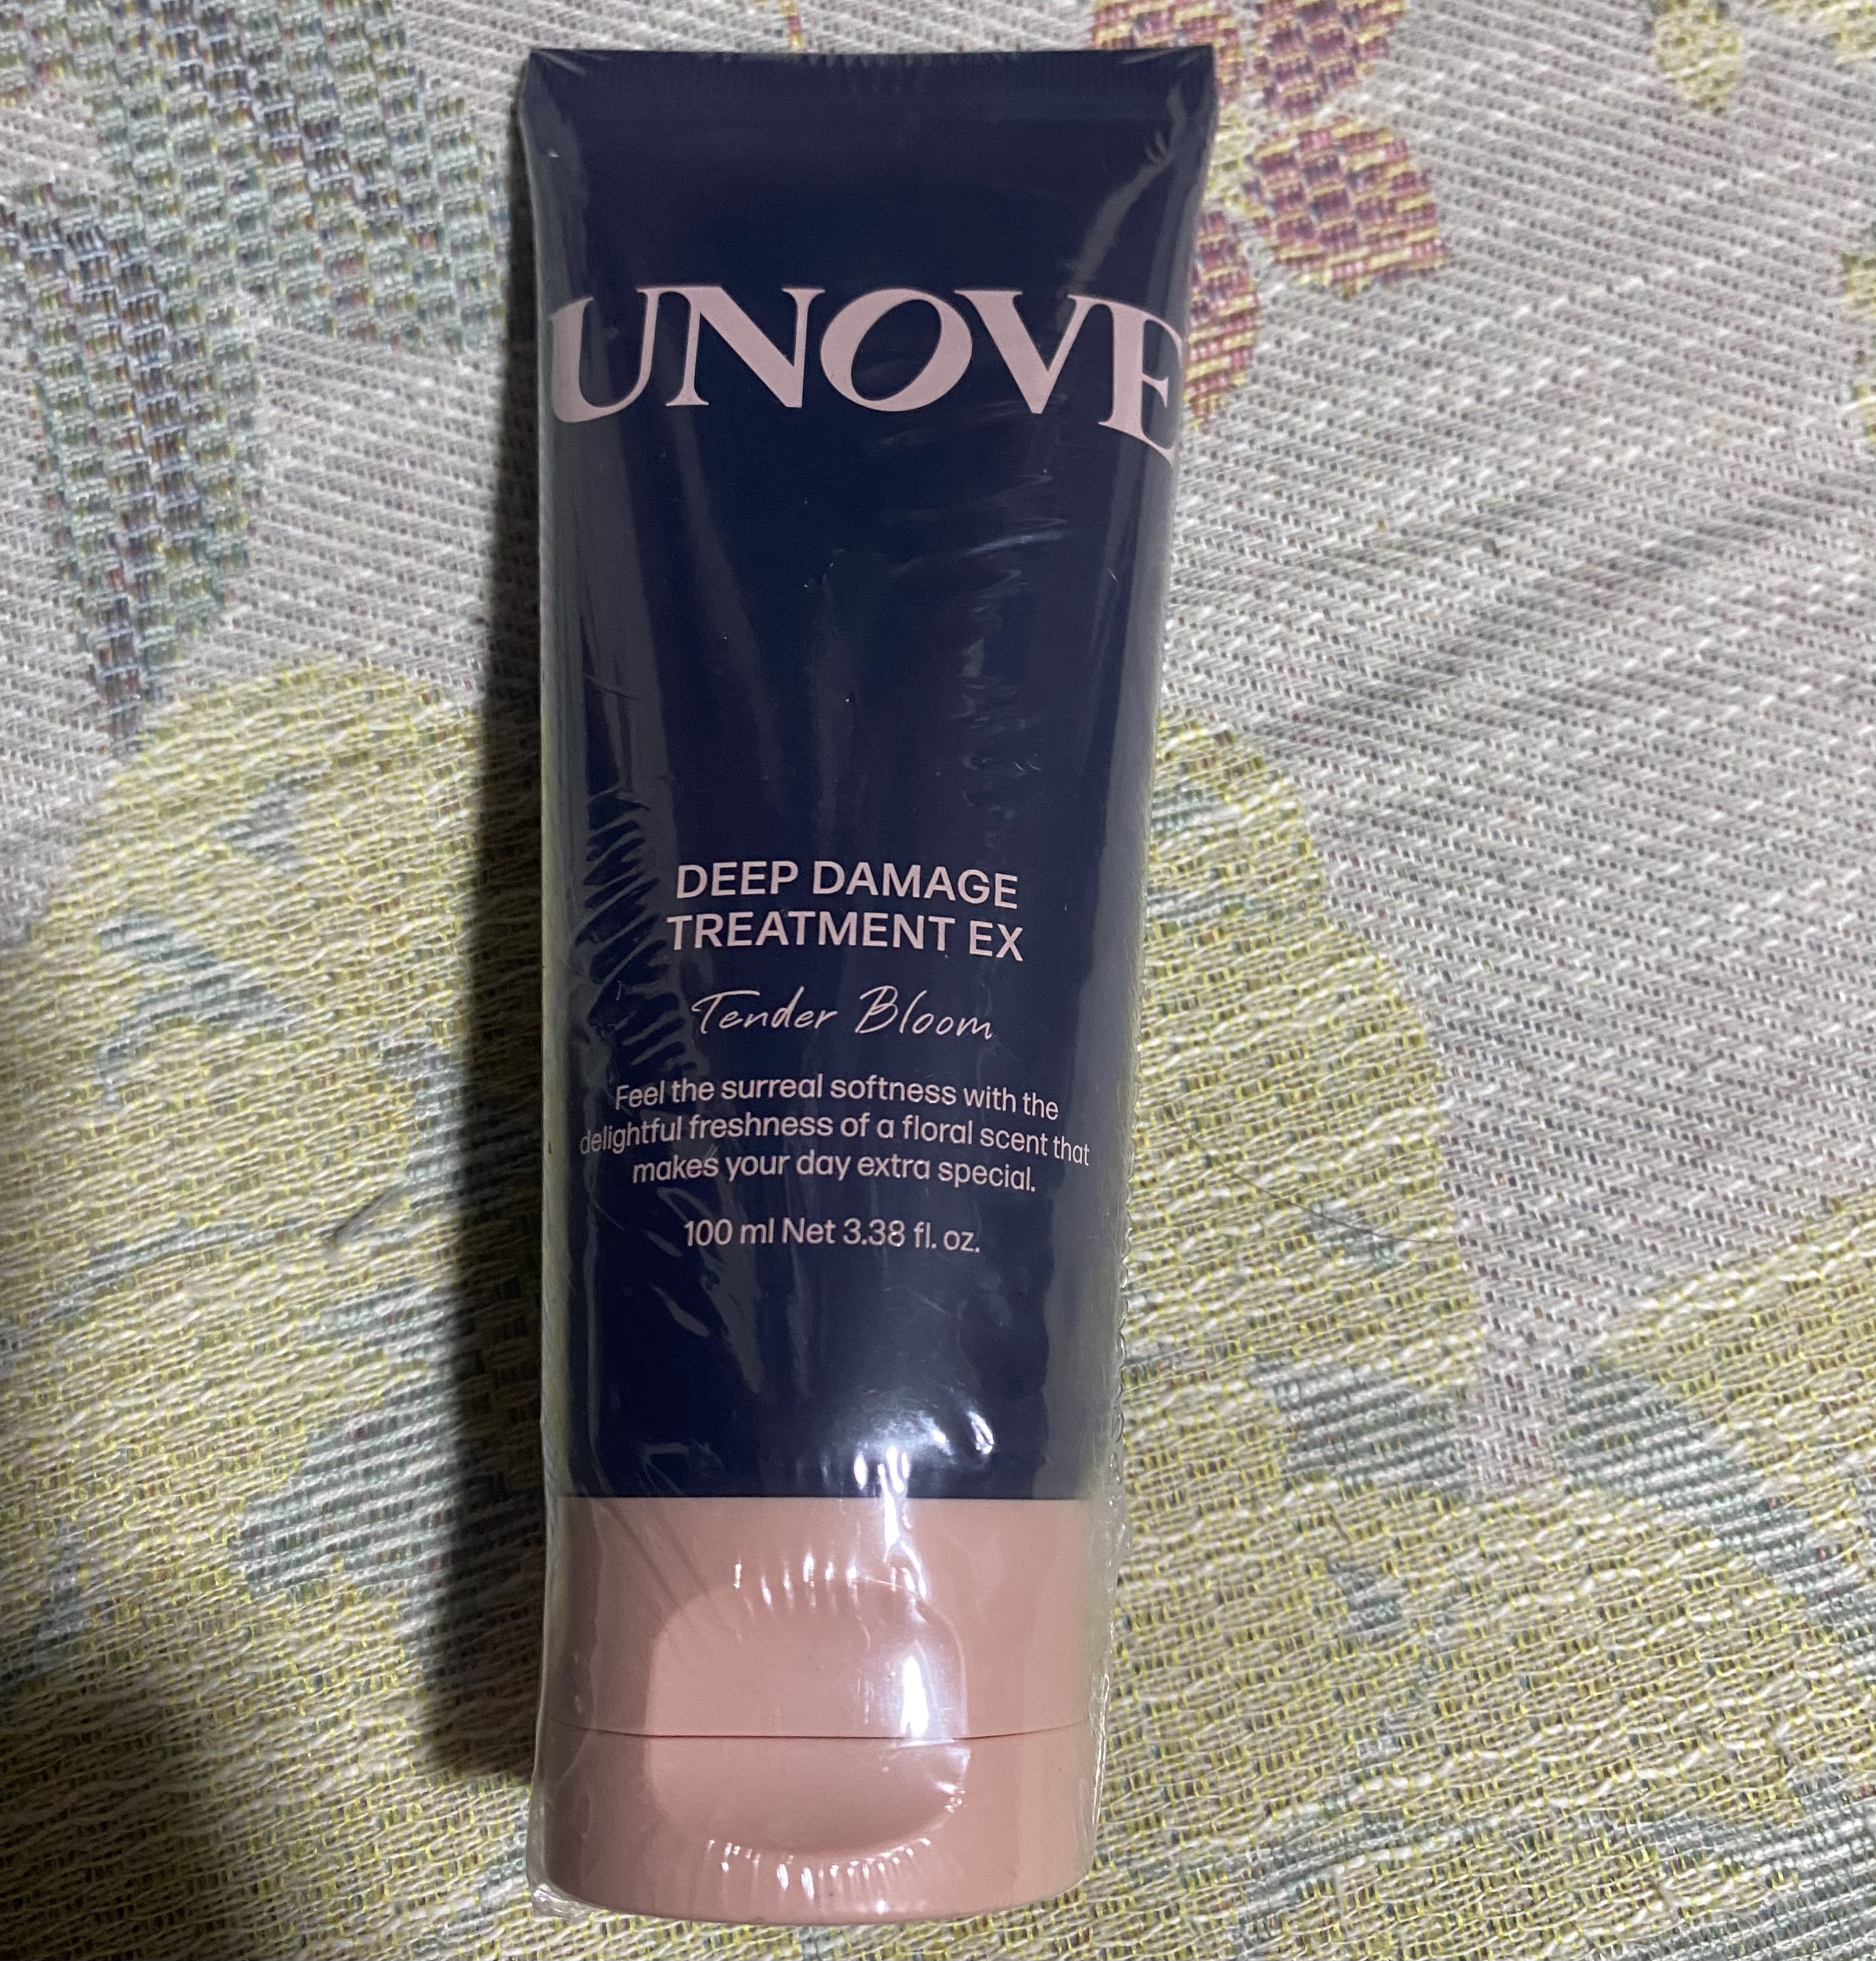 UNOVE
DEEP DAMAGE
TREATMENT EX
Tender Bloom
Feel the surreal softness with the
delightful freshness of a floral scent that
makes your day extra special.
100 ml Net 3.38 fl. oz.